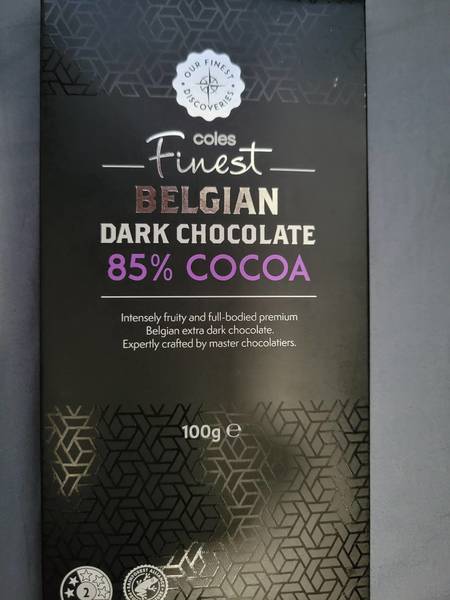 OUR FINEST
DISCOVERIES
coles
Finest
BELGIAN
DARK CHOCOLATE
85% COCOA
Intensely fruity and full-bodied premium
Belgian extra dark chocolate.
Expertly crafted by master chocolatiers.
100g ℮
2